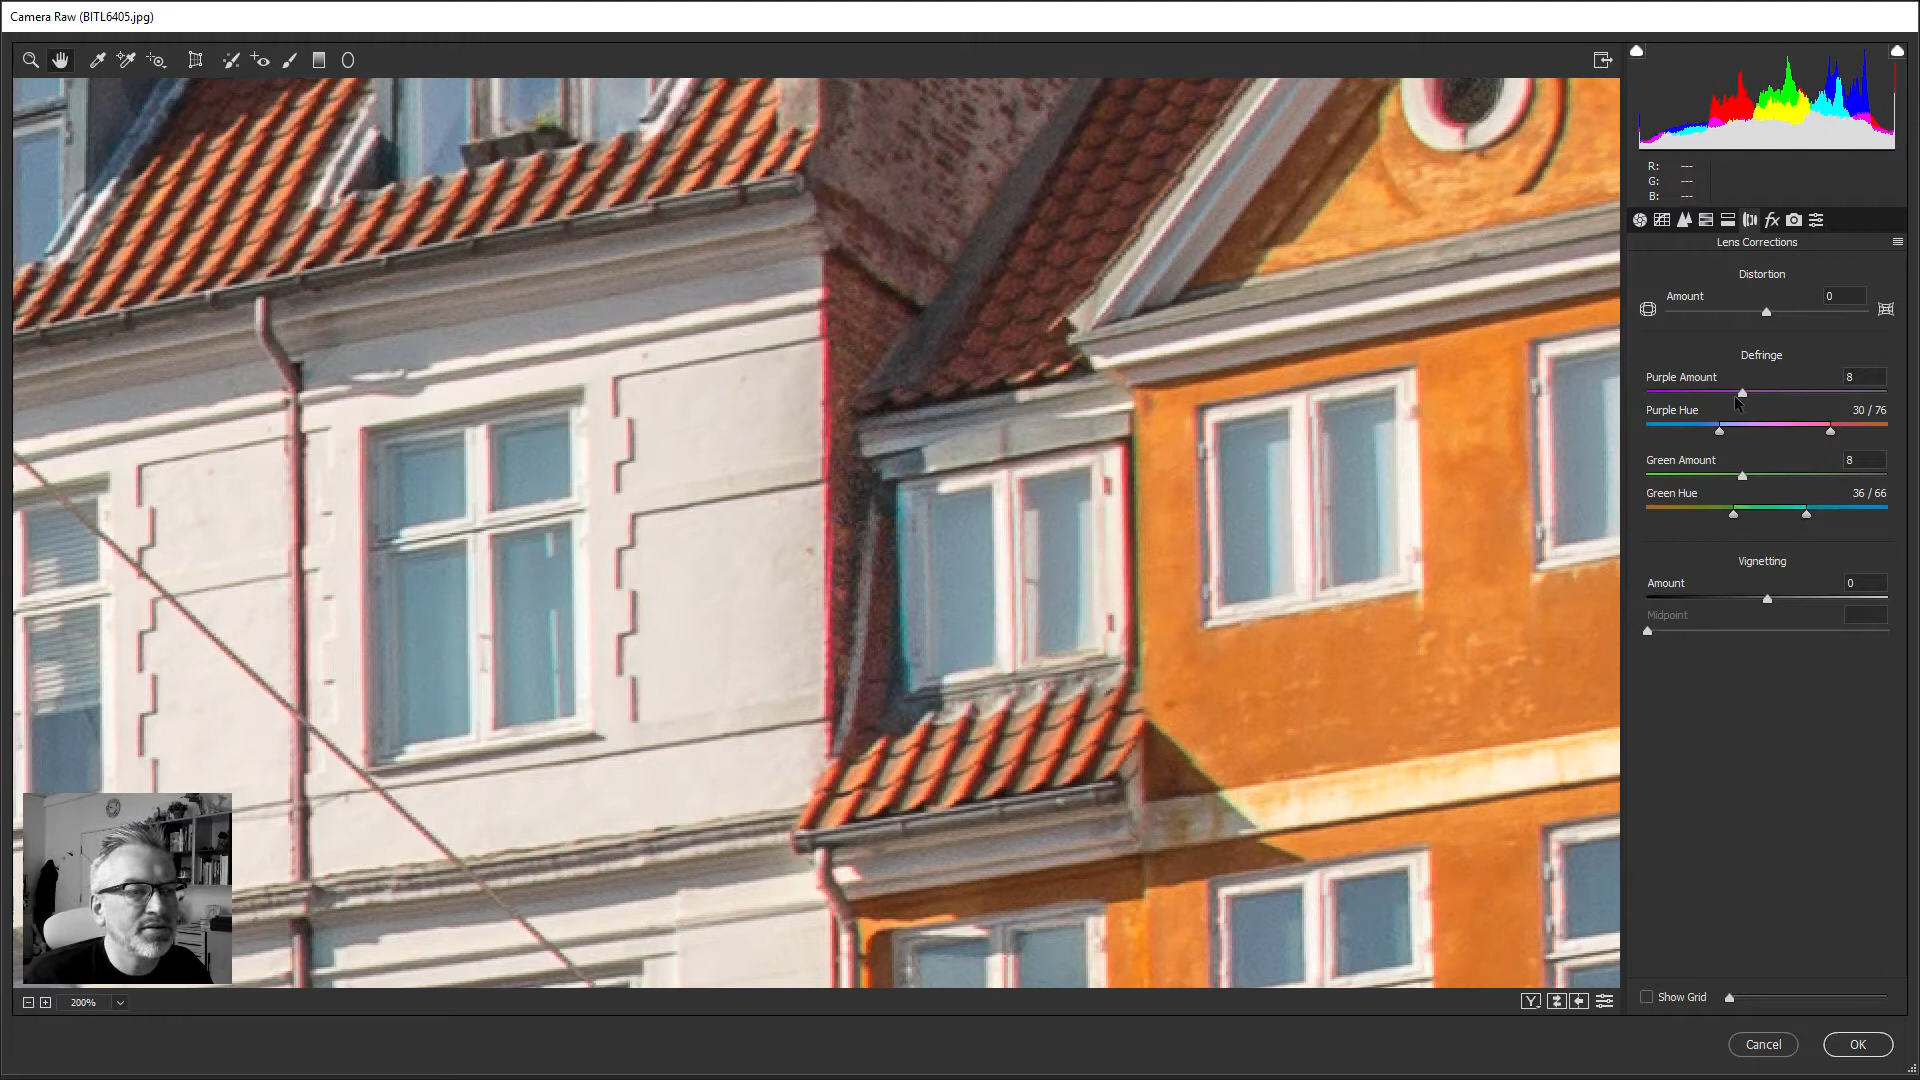 Camera Raw (BITL6405.jpg)
R: ---
G: ---
B: ---
fx
Lens Corrections
Distortion
Amount 0
Defringe
Purple Amount 8
Purple Hue 30 / 76
Green Amount 8
Green Hue 36 / 66
Vignetting
Amount 0
Midpoint
200%
Y
Show Grid
Cancel OK